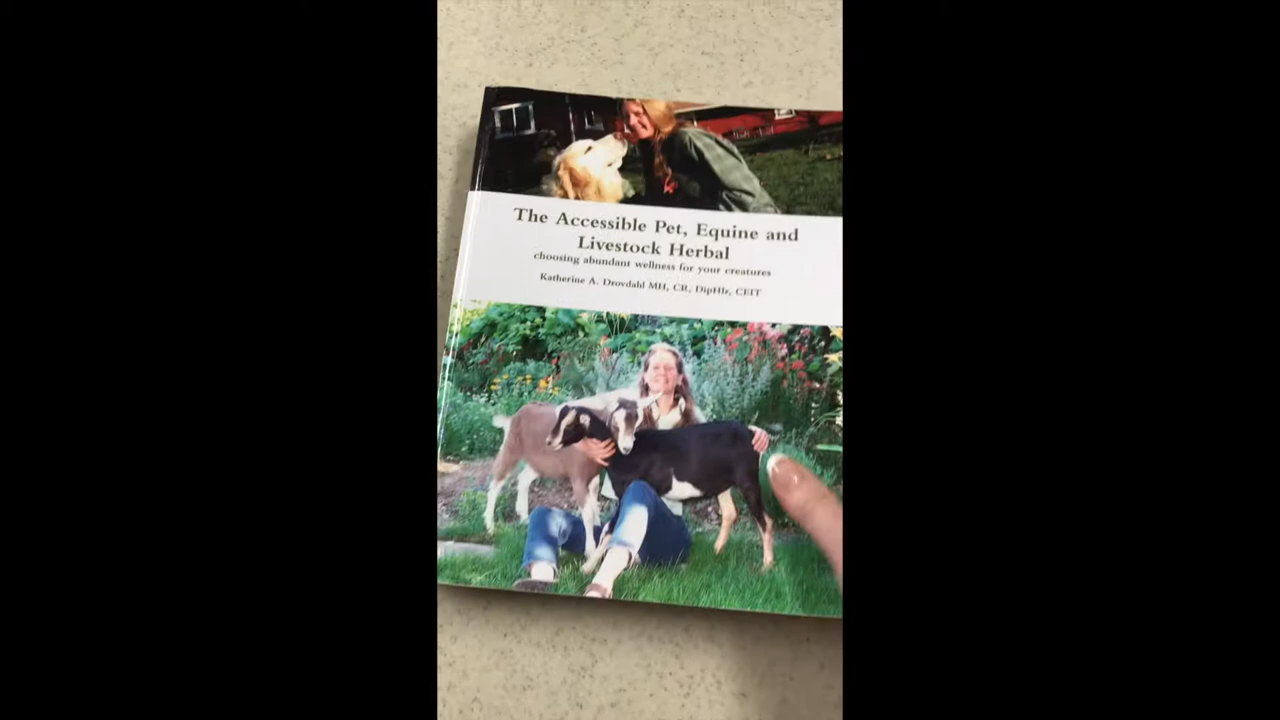 The Accessible Pet, Equine and
Livestock Herbal
choosing abundant wellness for your creatures
Katherine A. Drovdahl MH, CR, DipHIr, CEIT